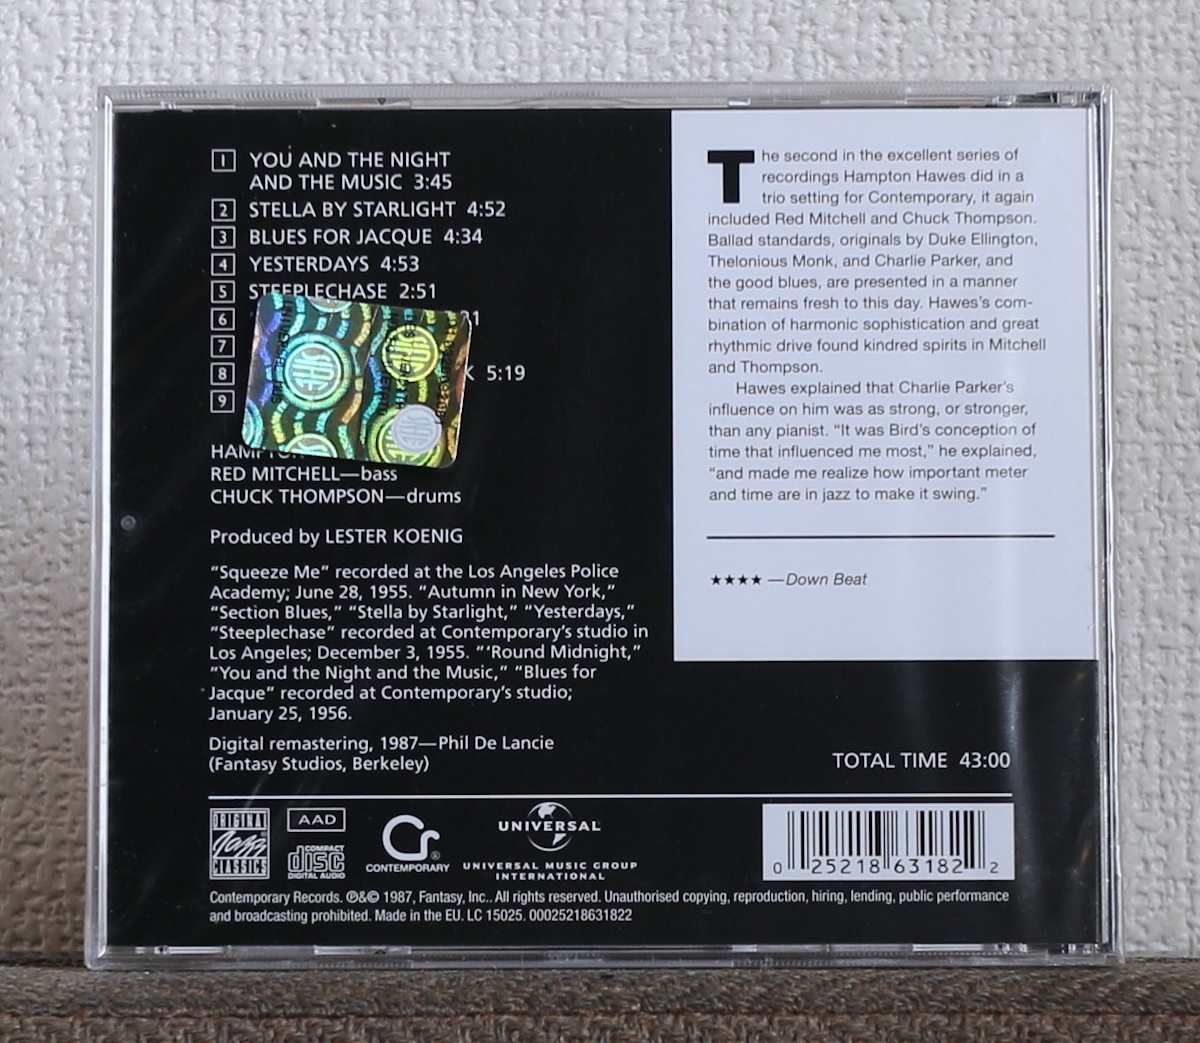 1 YOU AND THE NIGHT
AND THE MUSIC 3:45
2 STELLA BY STARLIGHT 4:52
3 BLUES FOR JACQUE 4:34
4 YESTERDAYS 4:53
5 STEEPLECHASE 2:51
6
7
8 5:19
9
RED MITCHELL—bass
CHUCK THOMPSON—drums
Produced by LESTER KOENIG
“Squeeze Me” recorded at the Los Angeles Police
Academy; June 28, 1955. “Autumn in New York,”
“Section Blues,” “Stella by Starlight,” “Yesterdays,”
“Steeplechase” recorded at Contemporary’s studio in
Los Angeles; December 3, 1955. “‘Round Midnight,”
“You and the Night and the Music,” “Blues for
Jacque” recorded at Contemporary’s studio;
January 25, 1956.
Digital remastering, 1987—Phil De Lancie
(Fantasy Studios, Berkeley)
The second in the excellent series of
recordings Hampton Hawes did in a
trio setting for Contemporary, it again
included Red Mitchell and Chuck Thompson.
Ballad standards, originals by Duke Ellington,
Thelonious Monk, and Charlie Parker, and
the good blues, are presented in a manner
that remains fresh to this day. Hawes’s com-
bination of harmonic sophistication and great
rhythmic drive found kindred spirits in Mitchell
and Thompson.
Hawes explained that Charlie Parker’s
influence on him was as strong, or stronger,
than any pianist. “It was Bird’s conception of
time that influenced me most,” he explained,
“and made me realize how important meter
and time are in jazz to make it swing.”
★★★★ —Down Beat
TOTAL TIME 43:00
ORIGINAL
Jazz
CLASSICS
AAD
COMPACT
disc
DIGITAL AUDIO
CONTEMPORARY
UNIVERSAL
UNIVERSAL MUSIC GROUP
INTERNATIONAL
0 25218 63182 2
Contemporary Records. ℗&© 1987, Fantasy, Inc.. All rights reserved. Unauthorised copying, reproduction, hiring, lending, public performance
and broadcasting prohibited. Made in the EU. LC 15025. 00025218631822